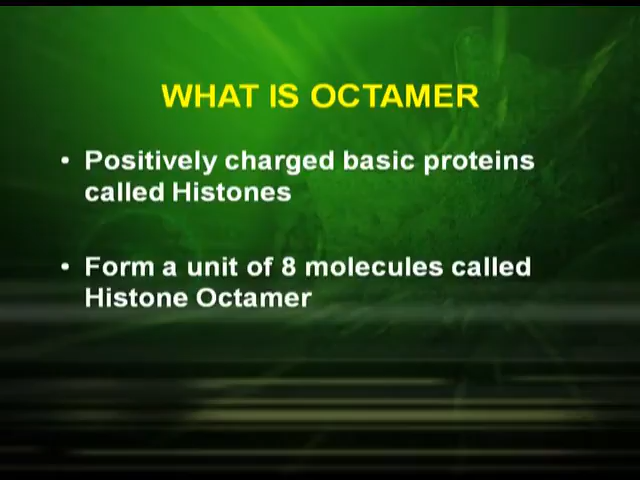 WHAT IS OCTAMER
• Positively charged basic proteins
called Histones
• Form a unit of 8 molecules called
Histone Octamer